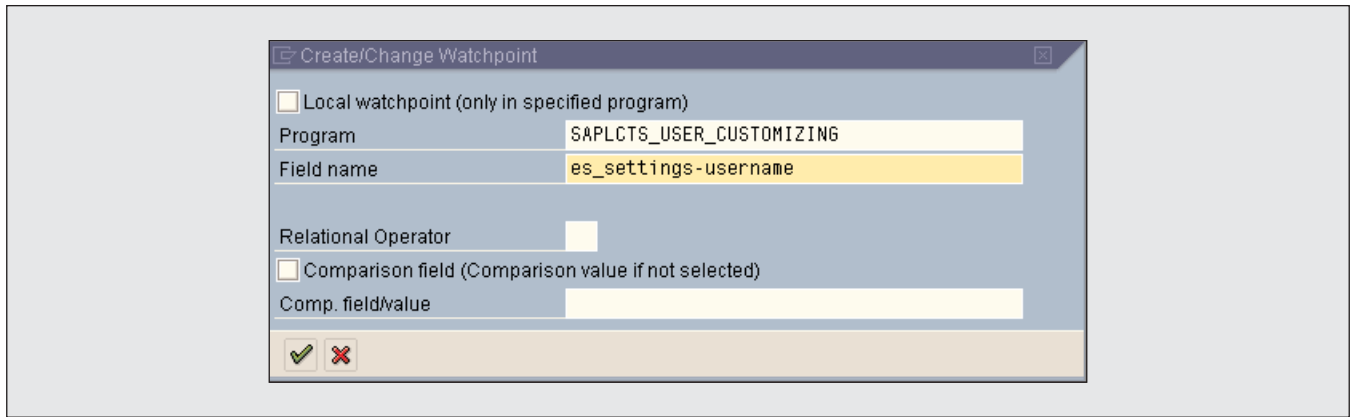 Create/Change Watchpoint
Local watchpoint (only in specified program)
Program SAPLCTS_USER_CUSTOMIZING
Field name es_settings-username
Relational Operator
Comparison field (Comparison value if not selected)
Comp. field/value